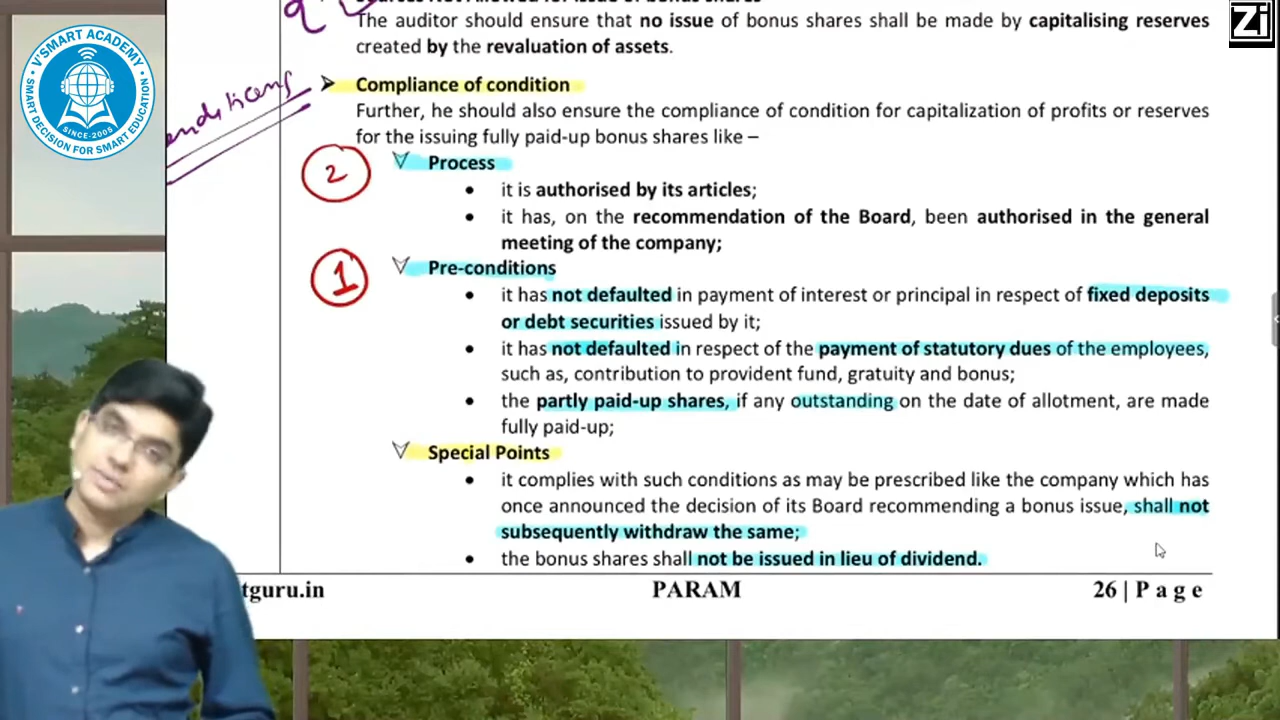 Zi
V'SMART ACADEMY
SINCE-2006
SMART DECISION FOR SMART EDUCATION
The auditor should ensure that no issue of bonus shares shall be made by capitalising reserves
created by the revaluation of assets.
➤ Compliance of condition
Further, he should also ensure the compliance of condition for capitalization of profits or reserves
for the issuing fully paid-up bonus shares like –
2
Process
• it is authorised by its articles;
• it has, on the recommendation of the Board, been authorised in the general
meeting of the company;
1
Pre-conditions
• it has not defaulted in payment of interest or principal in respect of fixed deposits
or debt securities issued by it;
• it has not defaulted in respect of the payment of statutory dues of the employees,
such as, contribution to provident fund, gratuity and bonus;
• the partly paid-up shares, if any outstanding on the date of allotment, are made
fully paid-up;
Special Points
• it complies with such conditions as may be prescribed like the company which has
once announced the decision of its Board recommending a bonus issue, shall not
subsequently withdraw the same;
• the bonus shares shall not be issued in lieu of dividend.
tguru.in PARAM 26 | P a g e